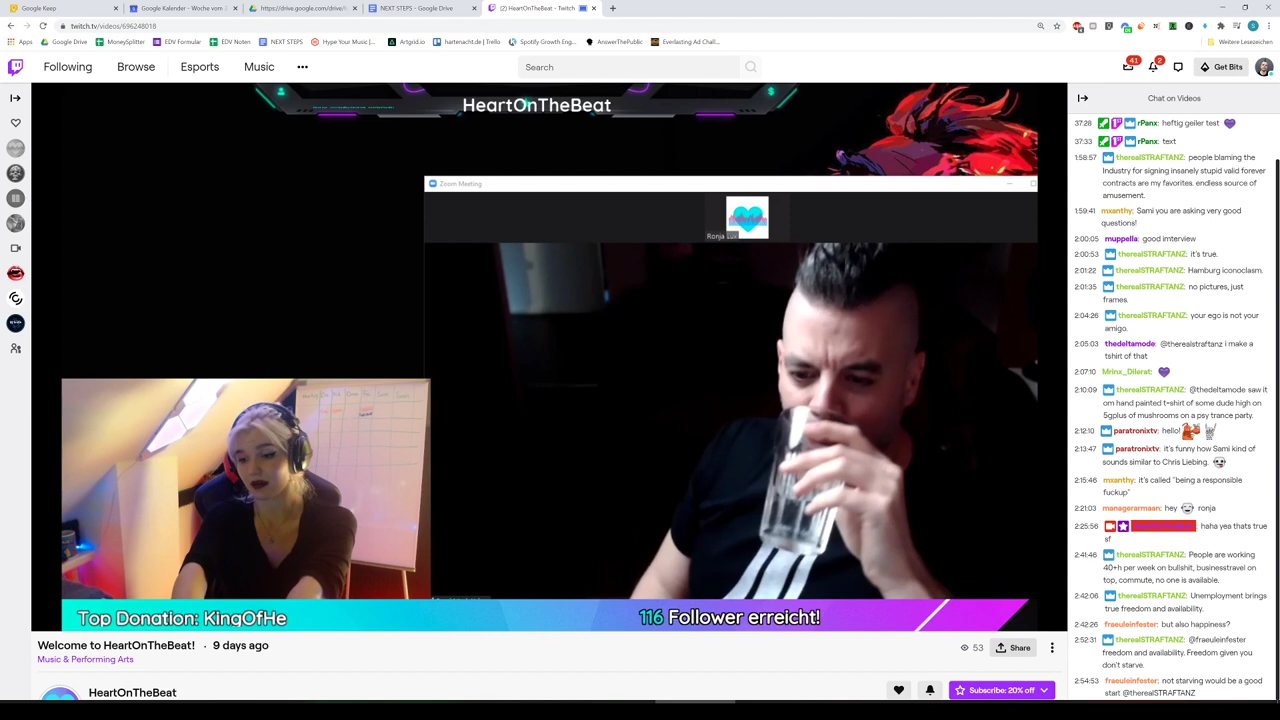 Google Keep
Google Kalender - Woche vom 3
https://drive.google.com/drive/f
NEXT STEPS - Google Drive
(2) HeartOnTheBeat - Twitch
twitch.tv/videos/696248018
Apps
Google Drive
MoneySplitter
EDV Formular
EDV Noten
NEXT STEPS
Hype Your Music |...
Artgrid.io
hartenacht.de | Trello
Spotify Growth Eng...
AnswerThePublic
Everlasting Ad Chall...
Weitere Lesezeichen
Following
Browse
Esports
Music
Search
41
2
Get Bits
HeartOnTheBeat
Zoom Meeting
Ronja Lux
Top Donation: KingOfHe
116 Follower erreicht!
Welcome to HeartOnTheBeat! · 9 days ago
Music & Performing Arts
53
Share
HeartOnTheBeat
Subscribe: 20% off
Chat on Videos
37:28 rPanx: heftig geiler test
37:33 rPanx: text
1:58:57 therealSTRAFTANZ: people blaming the
Industry for signing insanely stupid valid forever
contracts are my favorites. endless source of
amusement.
1:59:41 mxanthy: Sami you are asking very good
questions!
2:00:05 muppella: good imterview
2:00:53 therealSTRAFTANZ: it's true.
2:01:22 therealSTRAFTANZ: Hamburg iconoclasm.
2:01:35 therealSTRAFTANZ: no pictures, just
frames.
2:04:26 therealSTRAFTANZ: your ego is not your
amigo.
2:05:03 thedeltamode: @therealstraftanz i make a
tshirt of that
2:07:10 Mrinx_Dilerat:
2:10:09 therealSTRAFTANZ: @thedeltamode saw it
om hand painted t-shirt of some dude high on
5gplus of mushrooms on a psy trance party.
2:12:10 paratronixtv: hello!
2:13:47 paratronixtv: it's funny how Sami kind of
sounds similar to Chris Liebing.
2:15:46 mxanthy: it's called "being a responsible
fuckup"
2:21:03 managerarmaan: hey ronja
2:25:56 haha yea thats true
sf
2:41:46 therealSTRAFTANZ: People are working
40+h per week on bullshit, businesstravel on
top, commute, no one is available.
2:42:06 therealSTRAFTANZ: Unemployment brings
true freedom and availability.
2:42:26 fraeuleinfester: but also happiness?
2:52:31 therealSTRAFTANZ: @fraeuleinfester
freedom and availability. Freedom given you
don't starve.
2:54:53 fraeuleinfester: not starving would be a good
start @therealSTRAFTANZ